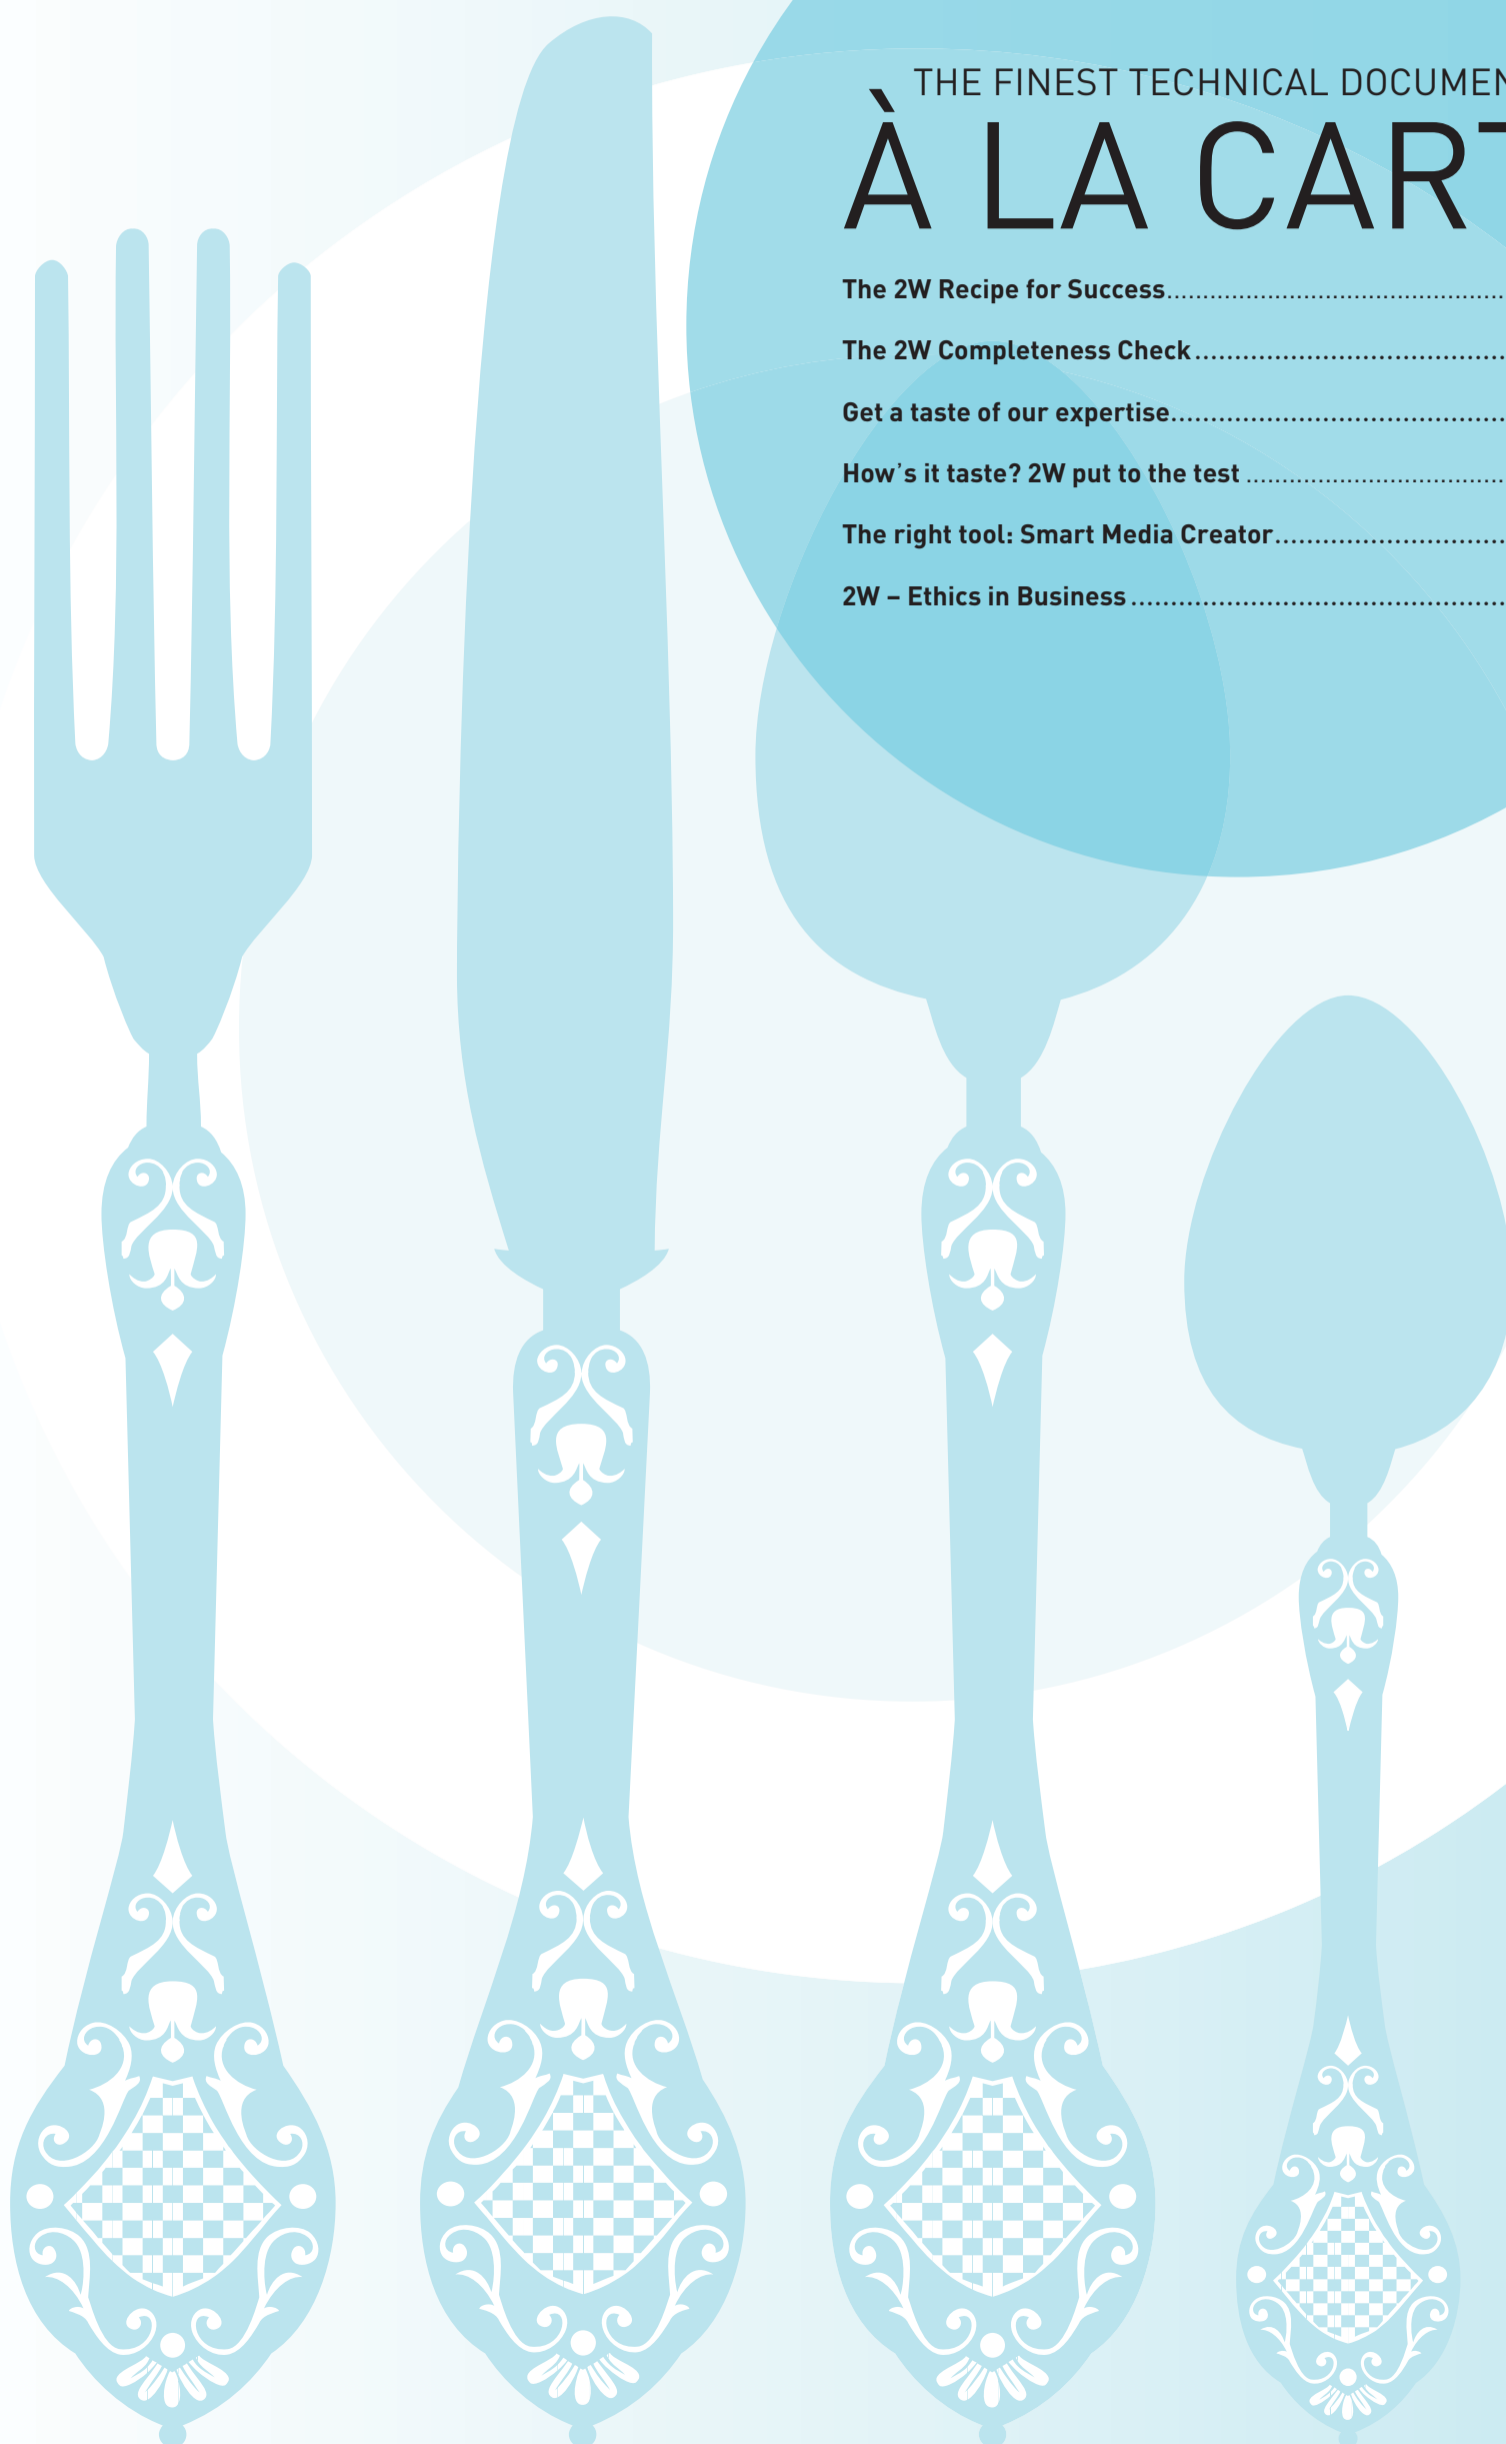 THE FINEST TECHNICAL DOCUMEN
À LA CART
The 2W Recipe for Success
The 2W Completeness Check
Get a taste of our expertise
How's it taste? 2W put to the test
The right tool: Smart Media Creator
2W – Ethics in Business